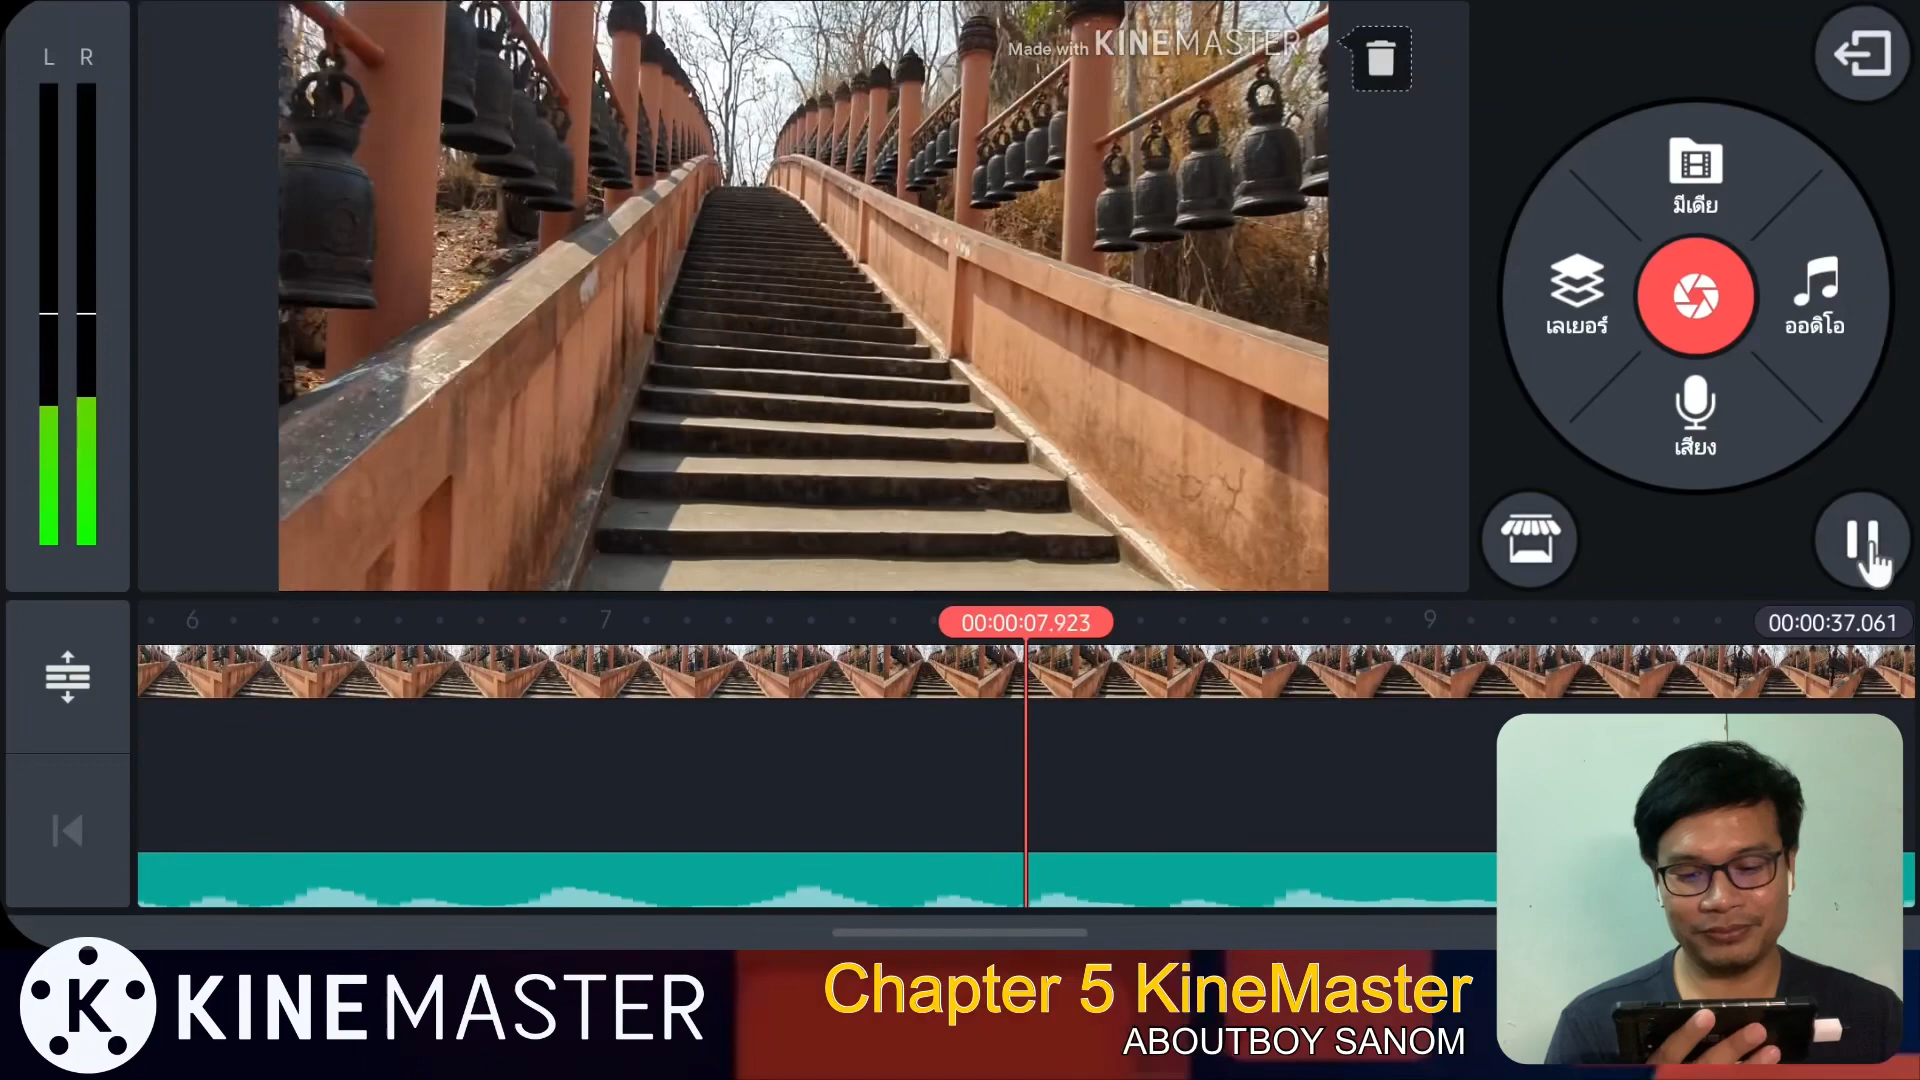 L R
Made with KINEMASTER
มีเดีย
เลเยอร์
ออดิโอ
เสียง
6
7
00:00:07.923
9
00:00:37.061
K KINEMASTER
Chapter 5 KineMaster
ABOUTBOY SANOM